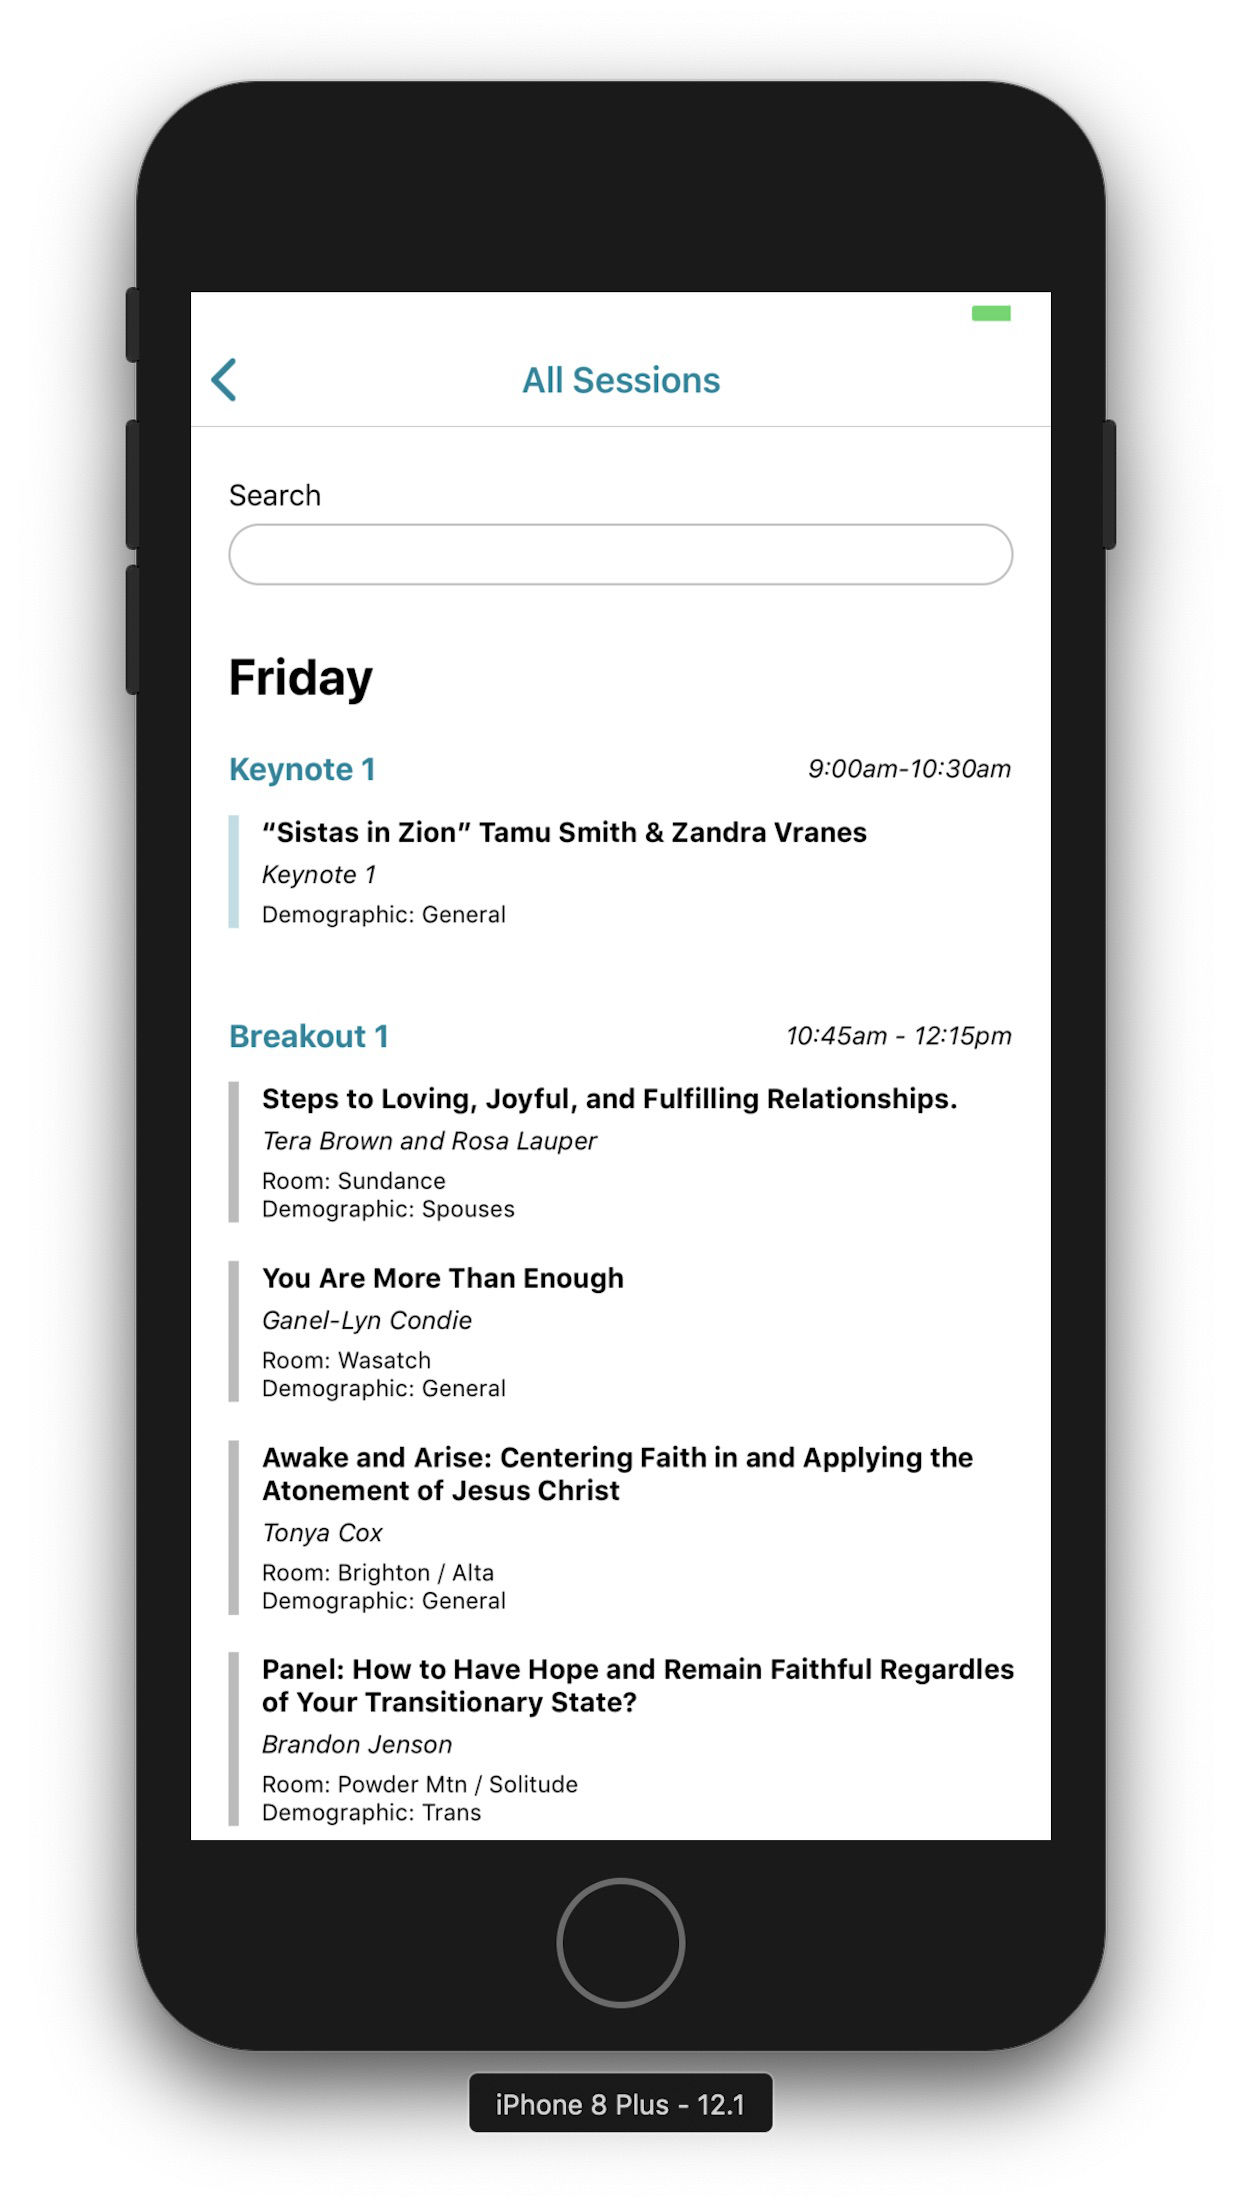 All Sessions
Search
Friday
Keynote 1
9:00am-10:30am
“Sistas in Zion” Tamu Smith & Zandra Vranes
Keynote 1
Demographic: General
Breakout 1
10:45am - 12:15pm
Steps to Loving, Joyful, and Fulfilling Relationships.
Tera Brown and Rosa Lauper
Room: Sundance
Demographic: Spouses
You Are More Than Enough
Ganel-Lyn Condie
Room: Wasatch
Demographic: General
Awake and Arise: Centering Faith in and Applying the
Atonement of Jesus Christ
Tonya Cox
Room: Brighton / Alta
Demographic: General
Panel: How to Have Hope and Remain Faithful Regardles
of Your Transitionary State?
Brandon Jenson
Room: Powder Mtn / Solitude
Demographic: Trans
iPhone 8 Plus - 12.1